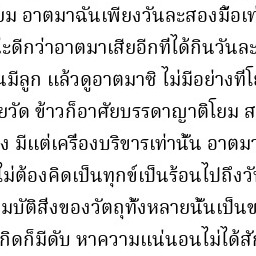 ยม อาตมาฉันเพียงวันละสองมื้อเท
ะดีกว่าอาตมาเสียอีกที่ได้กินวันละ
นมีลูก แล้วดูอาตมาซิ ไม่มีอย่างที่โย
ยวัด ข้าวก็อาศัยบรรดาญาติโยม ส
ง มีแต่เครื่องบริขารเท่านั้น อาตมา
ไม่ต้องคิดเป็นทุกข์เป็นร้อนไปถึงวั
มบัติสิ่งของวัตถุทั้งหลายนั้นเป็นข
กิดก็มีดับ หาความแน่นอนไม่ได้สัก